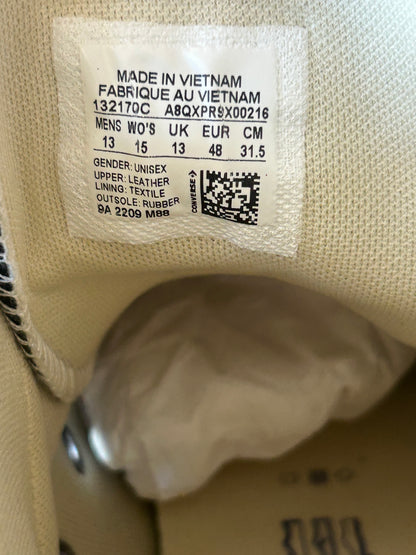 MADE IN VIETNAM
FABRIQUE AU VIETNAM
132170C A8QXPR9X00216
MENS WO'S UK EUR CM
13 15 13 48 31.5
GENDER: UNISEX
UPPER: LEATHER
LINING: TEXTILE
OUTSOLE: RUBBER
9A 2209 M88
CONVERSE